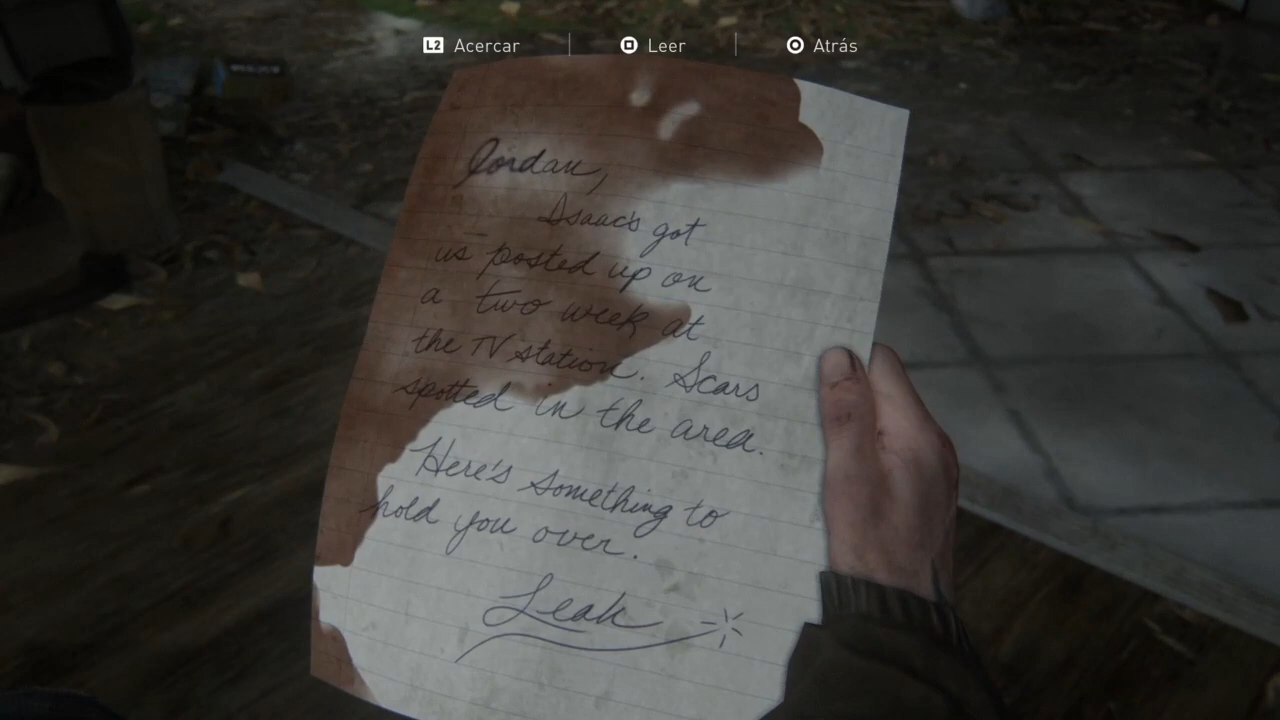 L2 Acercar Leer Atrás
Jordan,
Isaac's got
us posted up on
a two week at
the TV station. Scars
spotted in the area.
Here's something to
hold you over.
Leah